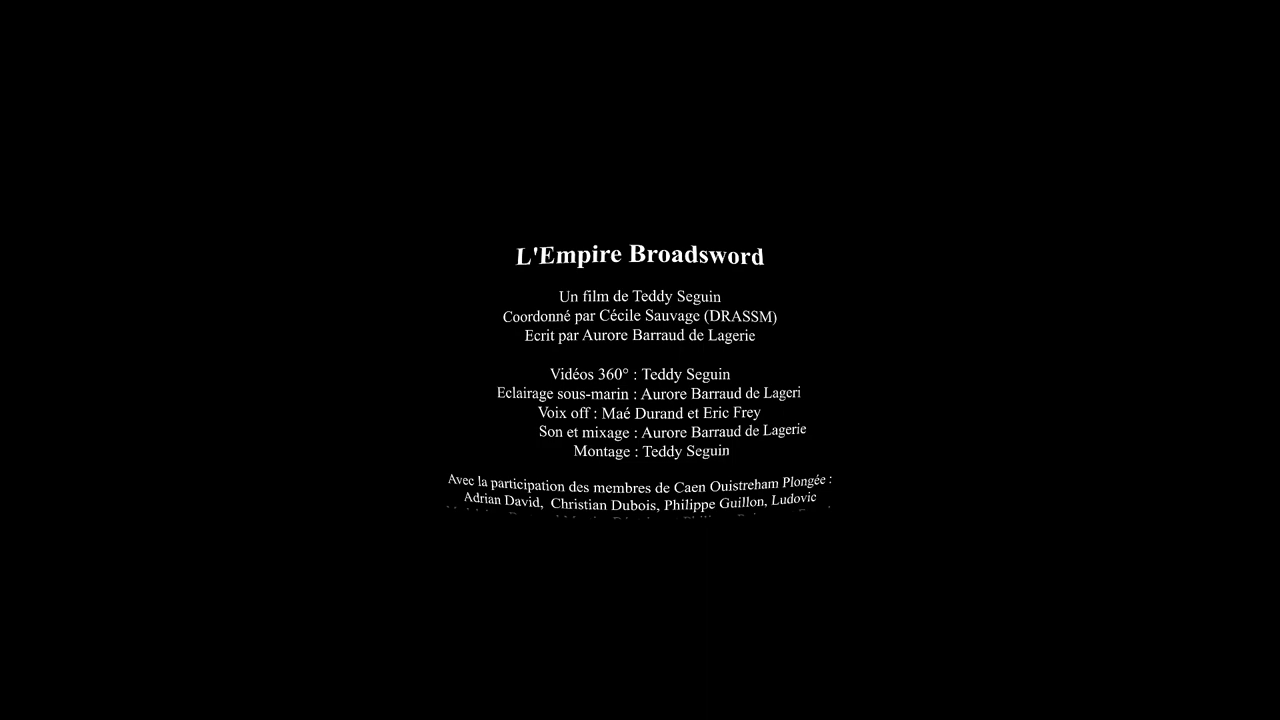 L'Empire Broadsword
Un film de Teddy Seguin
Coordonné par Cécile Sauvage (DRASSM)
Ecrit par Aurore Barraud de Lagerie
Vidéos 360° : Teddy Seguin
Eclairage sous-marin : Aurore Barraud de Lageri
Voix off : Maé Durand et Eric Frey
Son et mixage : Aurore Barraud de Lagerie
Montage : Teddy Seguin
Avec la participation des membres de Caen Ouistreham Plongée :
Adrian David,  Christian Dubois, Philippe Guillon, Ludovic